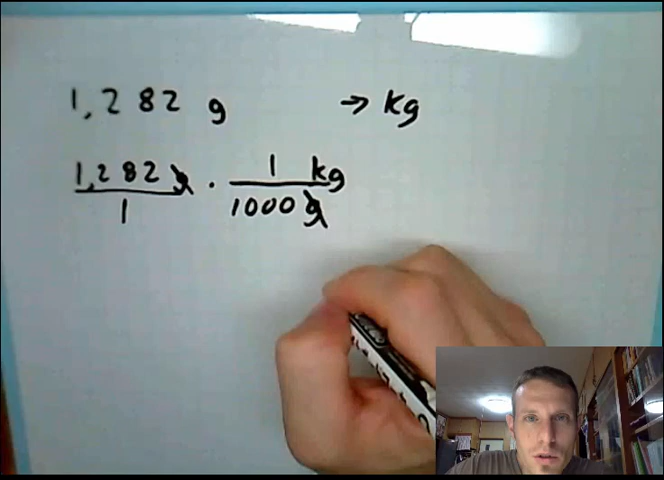 1,282 g → kg
1,282 g · 1 kg
1 1000 g